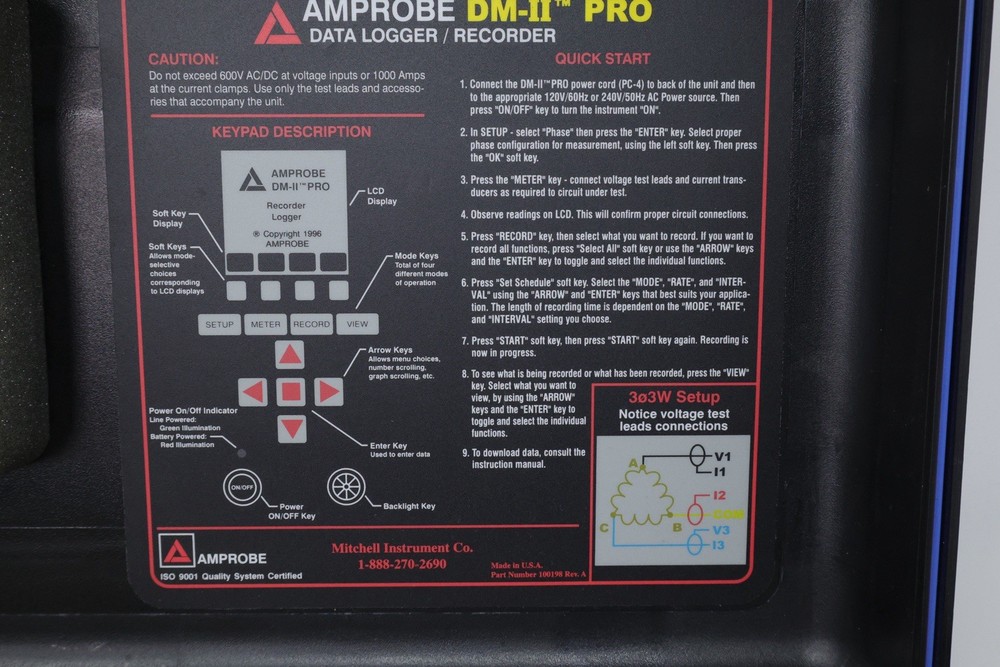 AMPROBE DM-II™ PRO
DATA LOGGER / RECORDER
CAUTION:
Do not exceed 600V AC/DC at voltage inputs or 1000 Amps
at the current clamps. Use only the test leads and accesso-
ries that accompany the unit.
KEYPAD DESCRIPTION
AMPROBE
DM-II™PRO
Recorder
Logger
® Copyright 1996
AMPROBE
LCD
Display
Soft Key
Display
Soft Keys
Allows mode-
selective
choices
corresponding
to LCD displays
Mode Keys
Total of four
different modes
of operation
SETUP METER RECORD VIEW
Arrow Keys
Allows menu choices,
number scrolling,
graph scrolling, etc.
Power On/Off Indicator
Line Powered:
Green Illumination
Battery Powered:
Red Illumination
Enter Key
Used to enter data
ON/OFF
Power
ON/OFF Key
Backlight Key
QUICK START
1. Connect the DM-II™PRO power cord (PC-4) to back of the unit and then
to the appropriate 120V/60Hz or 240V/50Hz AC Power source. Then
press "ON/OFF" key to turn the instrument "ON".
2. In SETUP - select "Phase" then press the "ENTER" key. Select proper
phase configuration for measurement, using the left soft key. Then press
the "OK" soft key.
3. Press the "METER" key - connect voltage test leads and current trans-
ducers as required to circuit under test.
4. Observe readings on LCD. This will confirm proper circuit connections.
5. Press "RECORD" key, then select what you want to record. If you want to
record all functions, press "Select All" soft key or use the "ARROW" keys
and the "ENTER" key to toggle and select the individual functions.
6. Press "Set Schedule" soft key. Select the "MODE", "RATE", and "INTER-
VAL" using the "ARROW" and "ENTER" keys that best suits your applica-
tion. The length of recording time is dependent on the "MODE", "RATE",
and "INTERVAL" setting you choose.
7. Press "START" soft key, then press "START" soft key again. Recording is
now in progress.
8. To see what is being recorded or what has been recorded, press the "VIEW"
key. Select what you want to
view, by using the "ARROW"
keys and the "ENTER" key to
toggle and select the individual
functions.
9. To download data, consult the
instruction manual.
3ø3W Setup
Notice voltage test
leads connections
A
V1
I1
I2
COM
C
B
V3
I3
AMPROBE
ISO 9001 Quality System Certified
Mitchell Instrument Co.
1-888-270-2690
Made in U.S.A.
Part Number 100198 Rev. A